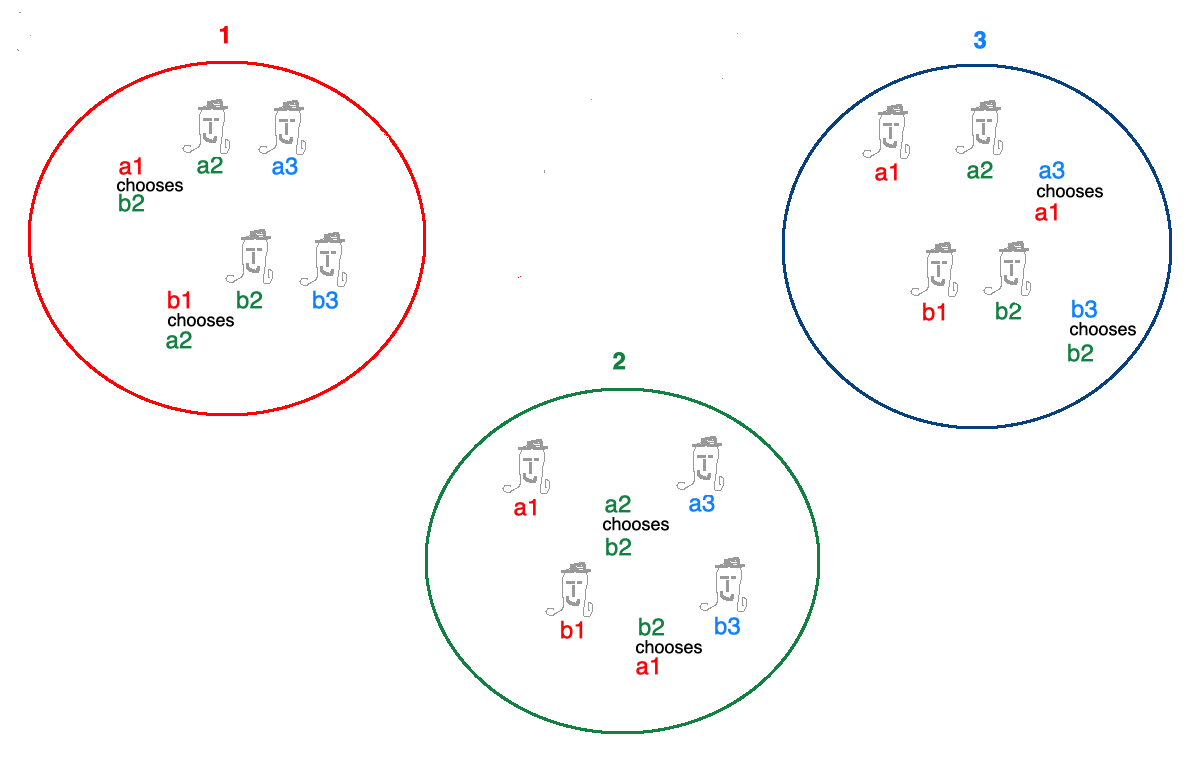 1
a2 a3
a1
chooses
b2
b2 b3
b1
chooses
a2
3
a1 a2 a3
chooses
a1
b1 b2 b3
chooses
b2
2
a1 a2 a3
chooses
b2
b1 b2 b3
chooses
a1